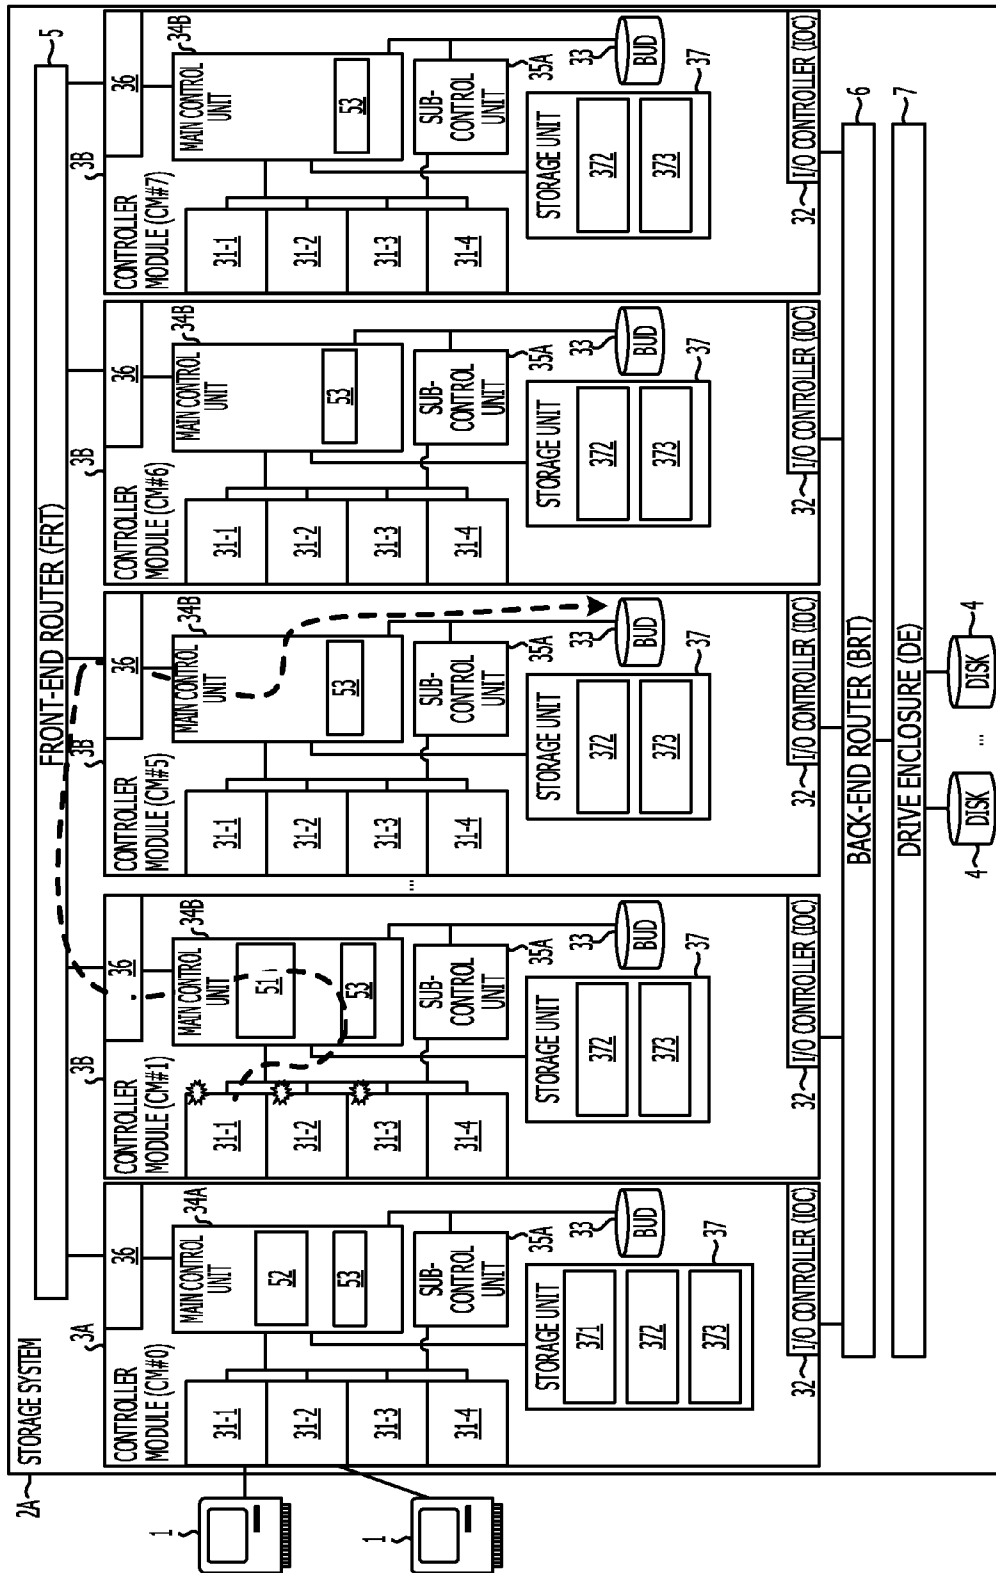 2A
STORAGE SYSTEM
1
1
FRONT-END ROUTER (FRT)
5
3A
CONTROLLER
MODULE (CM#0)
36
34A
MAIN CONTROL
UNIT
52
53
31-1
31-2
31-3
31-4
SUB-
CONTROL
UNIT
35A
33
BUD
STORAGE UNIT
37
371
372
373
32
I/O CONTROLLER (IOC)
3B
CONTROLLER
MODULE (CM#1)
36
34B
MAIN CONTROL
UNIT
51
53
31-1
31-2
31-3
31-4
SUB-
CONTROL
UNIT
35A
33
BUD
STORAGE UNIT
37
372
373
32
I/O CONTROLLER (IOC)
...
3B
CONTROLLER
MODULE (CM#5)
36
34B
MAIN CONTROL
UNIT
53
31-1
31-2
31-3
31-4
SUB-
CONTROL
UNIT
35A
33
BUD
STORAGE UNIT
37
372
373
32
I/O CONTROLLER (IOC)
3B
CONTROLLER
MODULE (CM#6)
36
34B
MAIN CONTROL
UNIT
53
31-1
31-2
31-3
31-4
SUB-
CONTROL
UNIT
35A
33
BUD
STORAGE UNIT
37
372
373
32
I/O CONTROLLER (IOC)
3B
CONTROLLER
MODULE (CM#7)
36
34B
MAIN CONTROL
UNIT
53
31-1
31-2
31-3
31-4
SUB-
CONTROL
UNIT
35A
33
BUD
STORAGE UNIT
37
372
373
32
I/O CONTROLLER (IOC)
BACK-END ROUTER (BRT)
6
DRIVE ENCLOSURE (DE)
7
4
DISK
...
DISK
4